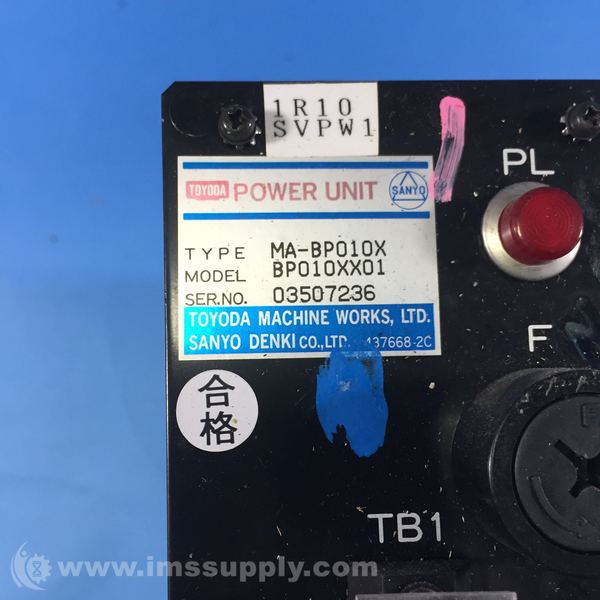 1R10
SVPW1
TOYODA POWER UNIT SANYO
PL
TYPE MA-BP010X
MODEL BP010XX01
SER.NO. 03507236
TOYODA MACHINE WORKS, LTD.
SANYO DENKI CO., LTD. 437668-2C
F
合格
TB1
www.imssupply.com